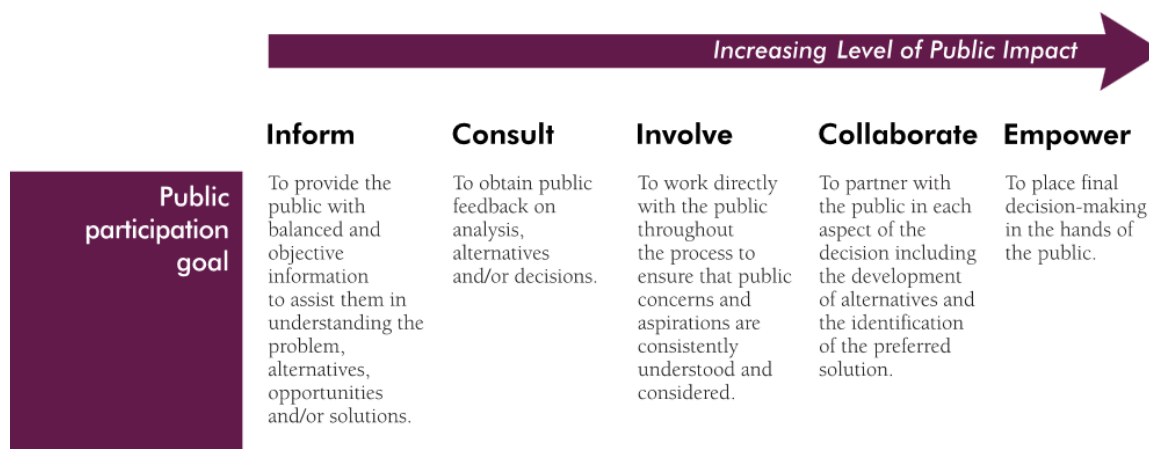 Increasing Level of Public Impact
Inform
Consult
Involve
Collaborate
Empower
Public
participation
goal
To provide the
public with
balanced and
objective
information
to assist them in
understanding the
problem,
alternatives,
opportunities
and/or solutions.
To obtain public
feedback on
analysis,
alternatives
and/or decisions.
To work directly
with the public
throughout
the process to
ensure that public
concerns and
aspirations are
consistently
understood and
considered.
To partner with
the public in each
aspect of the
decision including
the development
of alternatives and
the identification
of the preferred
solution.
To place final
decision-making
in the hands of
the public.